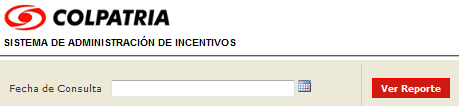 COLPATRIA
SISTEMA DE ADMINISTRACIÓN DE INCENTIVOS
Fecha de Consulta Ver Reporte